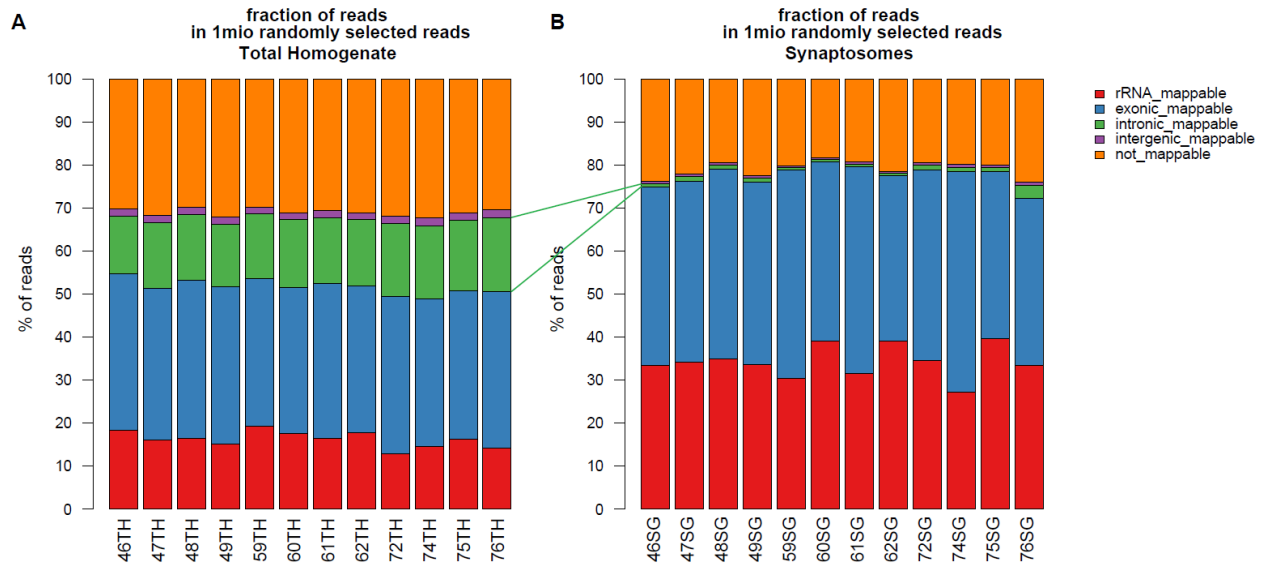 A
fraction of reads
in 1mio randomly selected reads
Total Homogenate
% of reads
100
90
80
70
60
50
40
30
20
10
0
46TH
47TH
48TH
49TH
59TH
60TH
61TH
62TH
72TH
74TH
75TH
76TH
B
fraction of reads
in 1mio randomly selected reads
Synaptosomes
% of reads
100
90
80
70
60
50
40
30
20
10
0
46SG
47SG
48SG
49SG
59SG
60SG
61SG
62SG
72SG
74SG
75SG
76SG
rRNA_mappable
exonic_mappable
intronic_mappable
intergenic_mappable
not_mappable